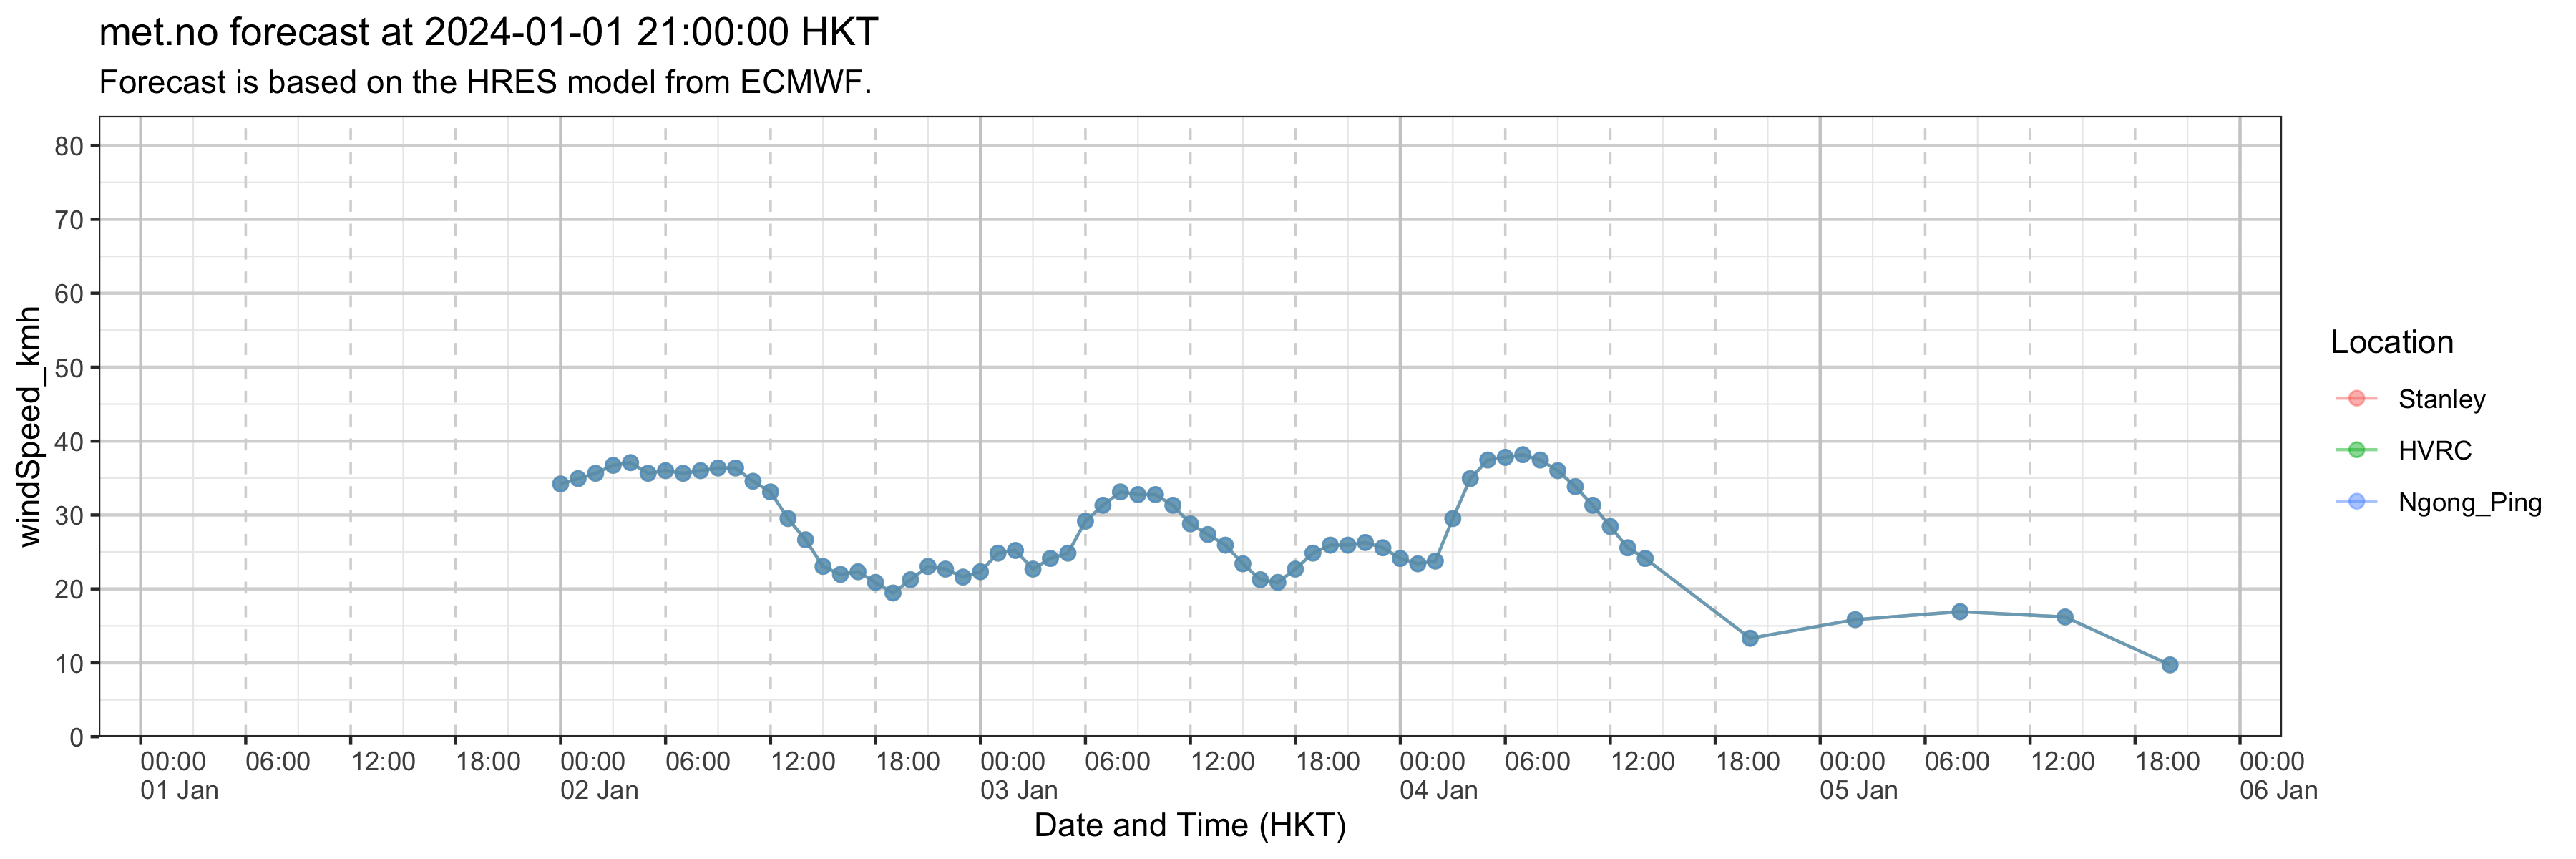 met.no forecast at 2024-01-01 21:00:00 HKT
Forecast is based on the HRES model from ECMWF.
windSpeed_kmh
80
70
60
50
40
30
20
10
0
00:00 06:00 12:00 18:00 00:00 06:00 12:00 18:00 00:00 06:00 12:00 18:00 00:00 06:00 12:00 18:00 00:00 06:00 12:00 18:00 00:00
01 Jan 02 Jan 03 Jan 04 Jan 05 Jan 06 Jan
Date and Time (HKT)
Location
Stanley
HVRC
Ngong_Ping